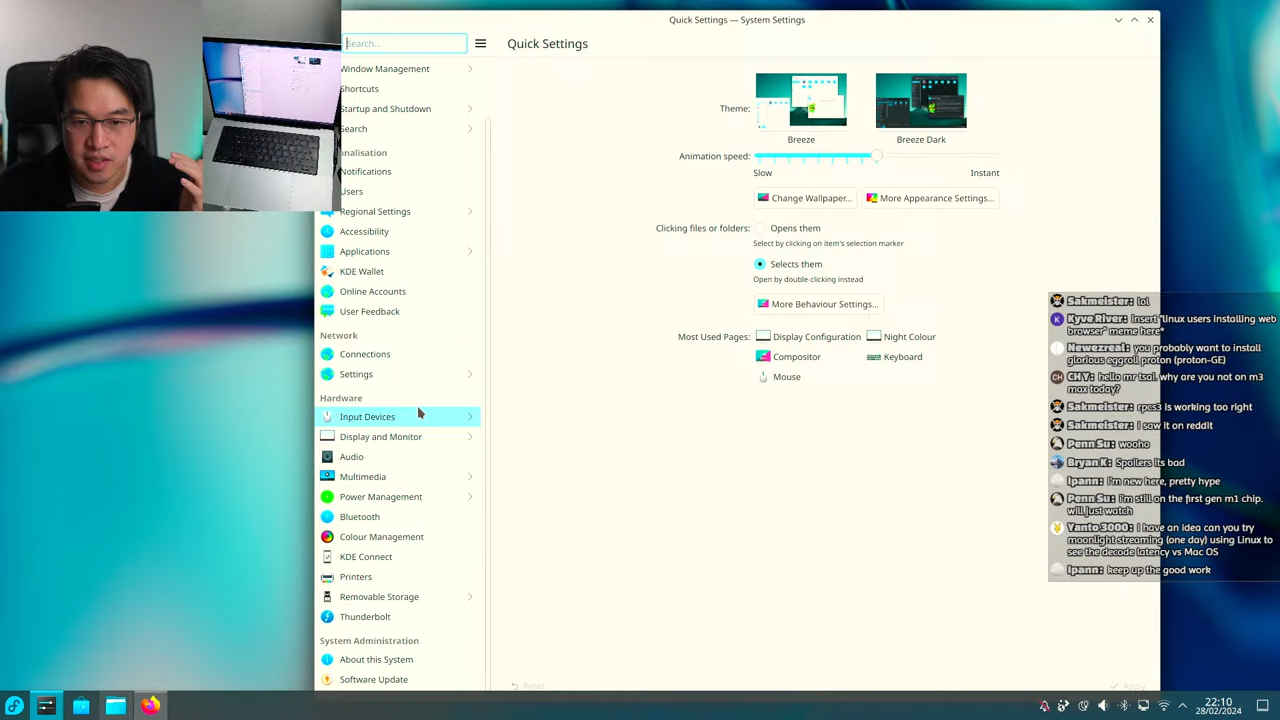 Quick Settings — System Settings
Search...
Quick Settings
Window Management
Shortcuts
Startup and Shutdown
Search
onalisation
Notifications
Users
Regional Settings
Accessibility
Applications
KDE Wallet
Online Accounts
User Feedback
Network
Connections
Settings
Hardware
Input Devices
Display and Monitor
Audio
Multimedia
Power Management
Bluetooth
Colour Management
KDE Connect
Printers
Removable Storage
Thunderbolt
System Administration
About this System
Software Update
Theme:
Breeze
Breeze Dark
Animation speed:
Slow
Instant
Change Wallpaper...
More Appearance Settings...
Clicking files or folders:
Opens them
Select by clicking on item's selection marker
Selects them
Open by double-clicking instead
More Behaviour Settings...
Most Used Pages:
Display Configuration
Night Colour
Compositor
Keyboard
Mouse
Reset
Apply
Sakmeister: lol
Kyve River: Insert "linux users installing web
browser" meme here*
Newezreal: you probably want to install
glorious eggroll proton (proton-GE)
CH Y: hello mr tsai. why are you not on m3
max today?
Sakmeister: rpcs3 is working too right
Sakmeister: I saw it on reddit
Penn Su: wooho
Bryan K: Spoilers its bad
Ipann: i'm new here, pretty hype
Penn Su: i'm still on the first gen m1 chip.
will just watch
Yanto 3000: I have an idea can you try
moonlight streaming (one day) using Linux to
see the decode latency vs Mac OS
Ipann: keep up the good work
22:10
28/02/2024